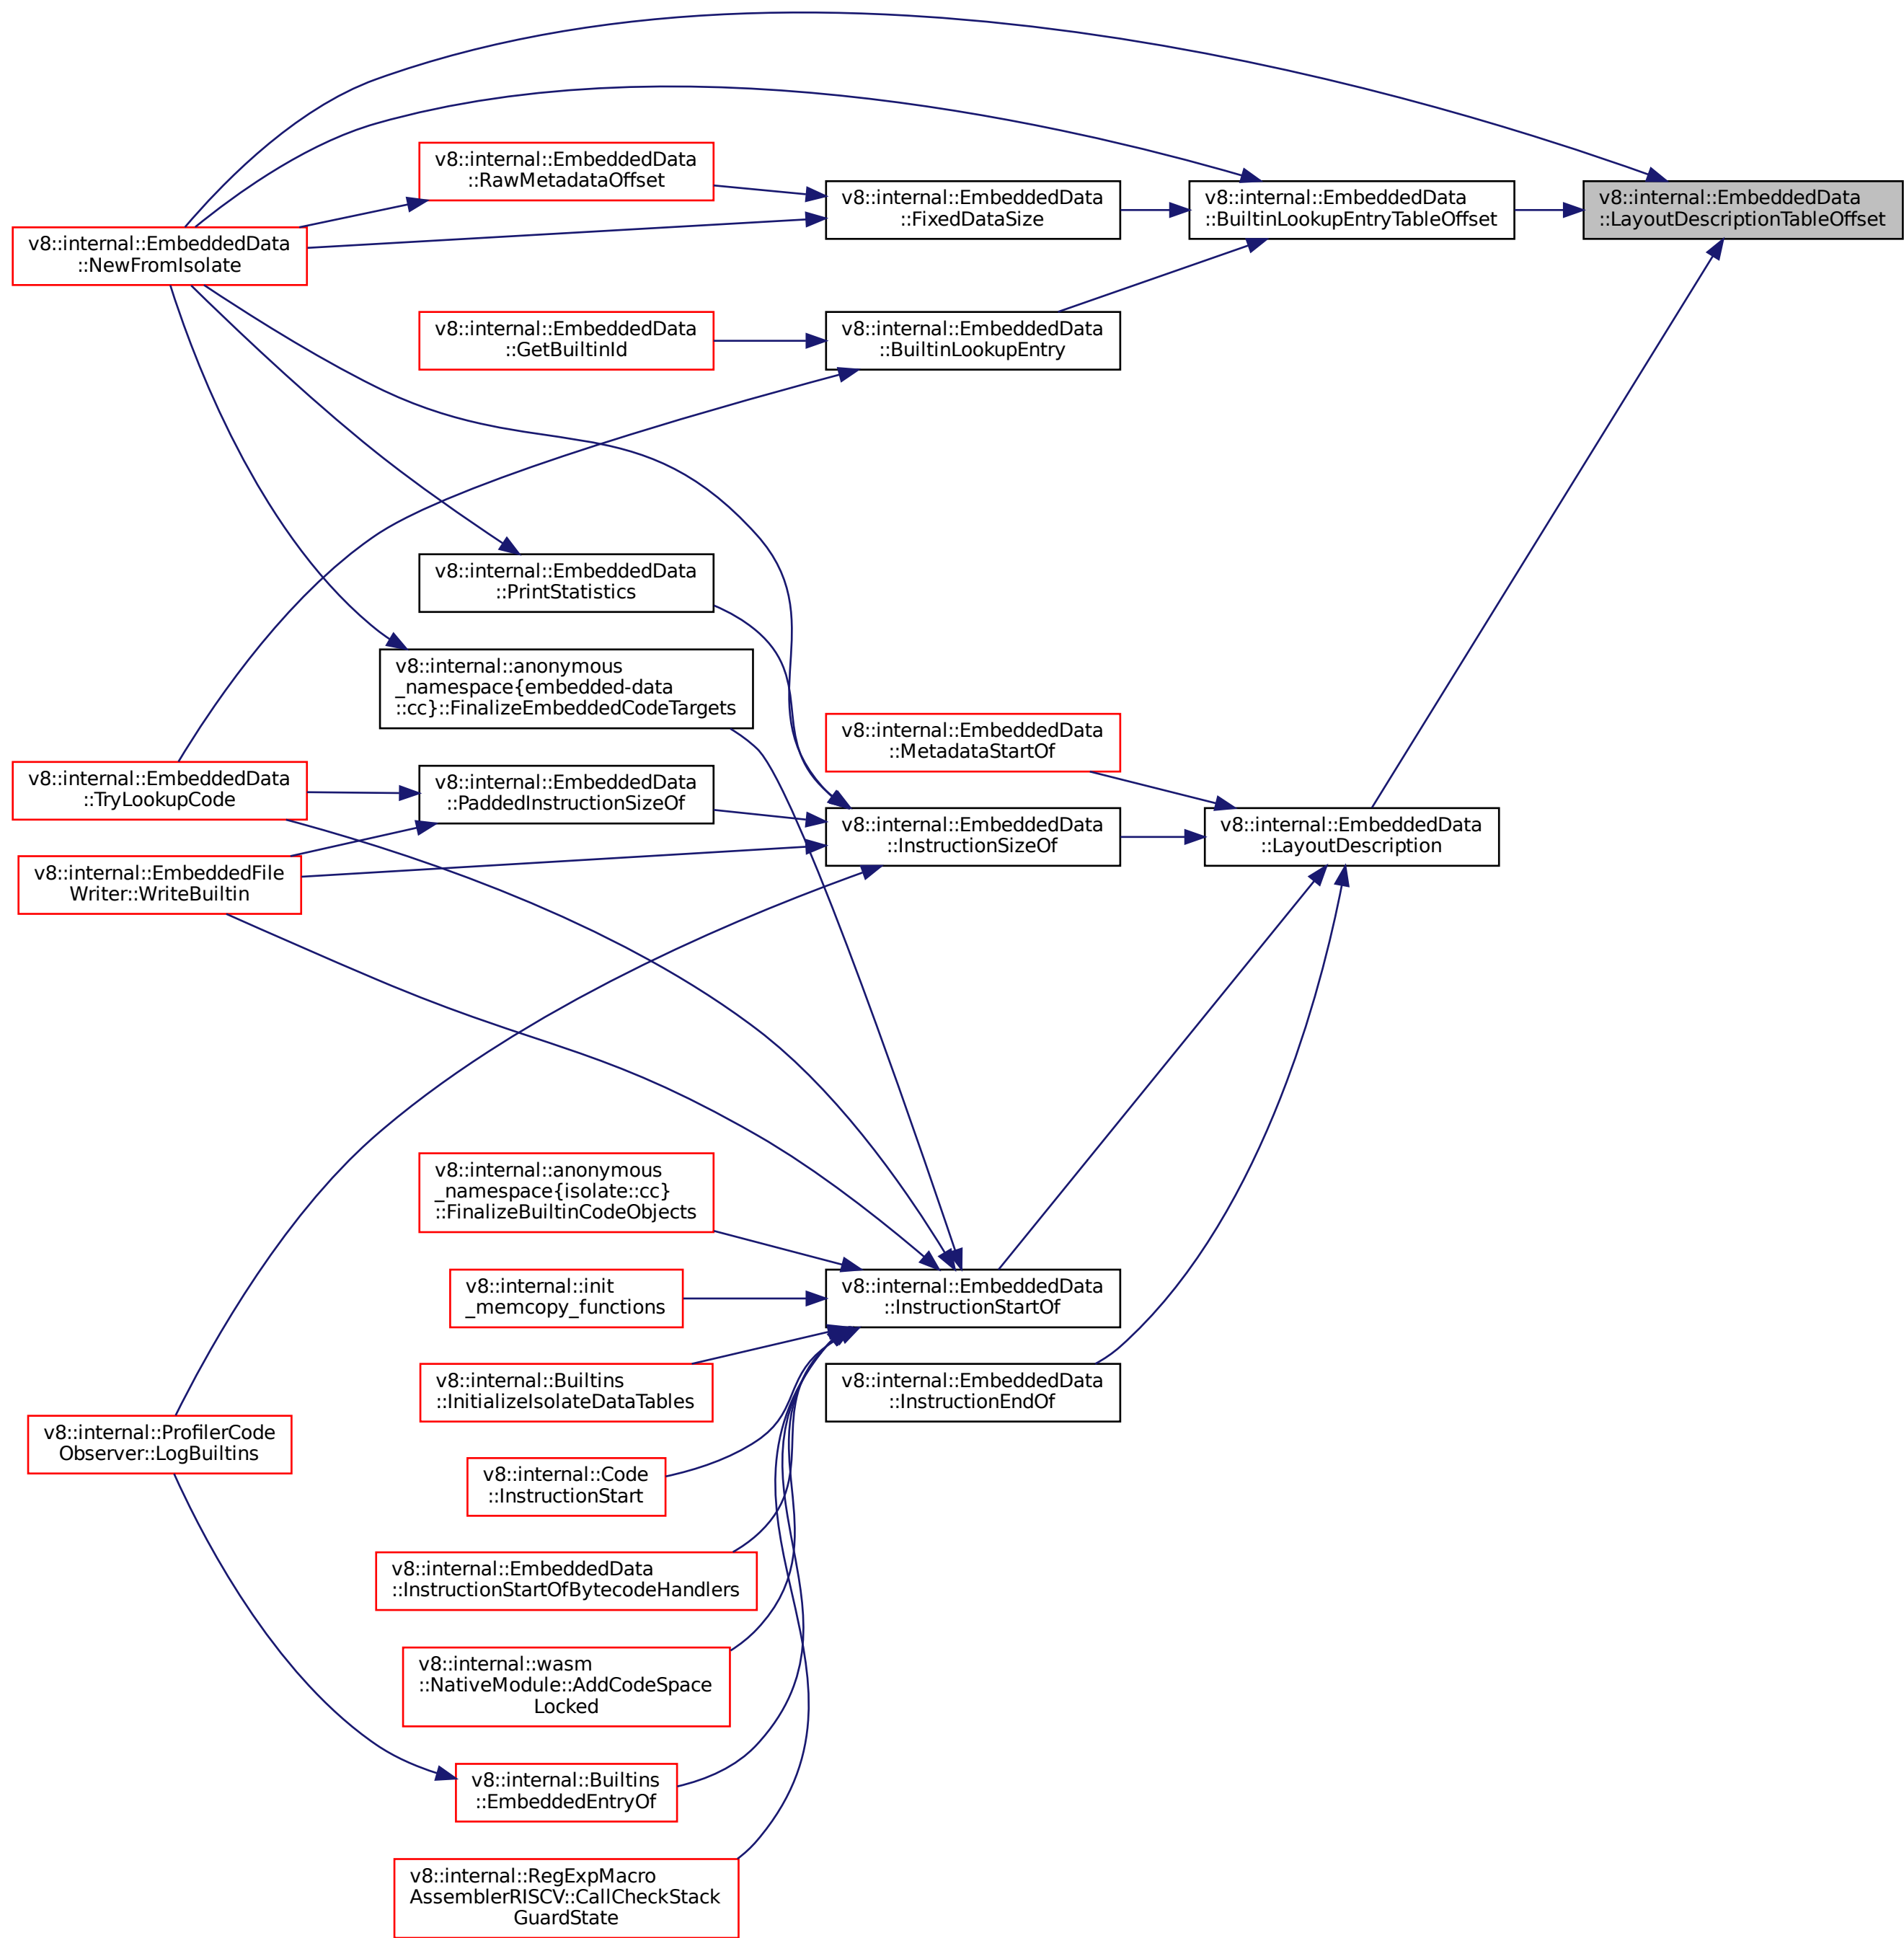 v8::internal::EmbeddedData
::RawMetadataOffset
v8::internal::EmbeddedData
::FixedDataSize
v8::internal::EmbeddedData
::BuiltinLookupEntryTableOffset
v8::internal::EmbeddedData
::LayoutDescriptionTableOffset
v8::internal::EmbeddedData
::NewFromIsolate
v8::internal::EmbeddedData
::GetBuiltinId
v8::internal::EmbeddedData
::BuiltinLookupEntry
v8::internal::EmbeddedData
::PrintStatistics
v8::internal::anonymous
_namespace{embedded-data
::cc}::FinalizeEmbeddedCodeTargets
v8::internal::EmbeddedData
::MetadataStartOf
v8::internal::EmbeddedData
::TryLookupCode
v8::internal::EmbeddedData
::PaddedInstructionSizeOf
v8::internal::EmbeddedData
::InstructionSizeOf
v8::internal::EmbeddedData
::LayoutDescription
v8::internal::EmbeddedFile
Writer::WriteBuiltin
v8::internal::anonymous
_namespace{isolate::cc}
::FinalizeBuiltinCodeObjects
v8::internal::init
_memcopy_functions
v8::internal::EmbeddedData
::InstructionStartOf
v8::internal::Builtins
::InitializeIsolateDataTables
v8::internal::EmbeddedData
::InstructionEndOf
v8::internal::ProfilerCode
Observer::LogBuiltins
v8::internal::Code
::InstructionStart
v8::internal::EmbeddedData
::InstructionStartOfBytecodeHandlers
v8::internal::wasm
::NativeModule::AddCodeSpace
Locked
v8::internal::Builtins
::EmbeddedEntryOf
v8::internal::RegExpMacro
AssemblerRISCV::CallCheckStack
GuardState